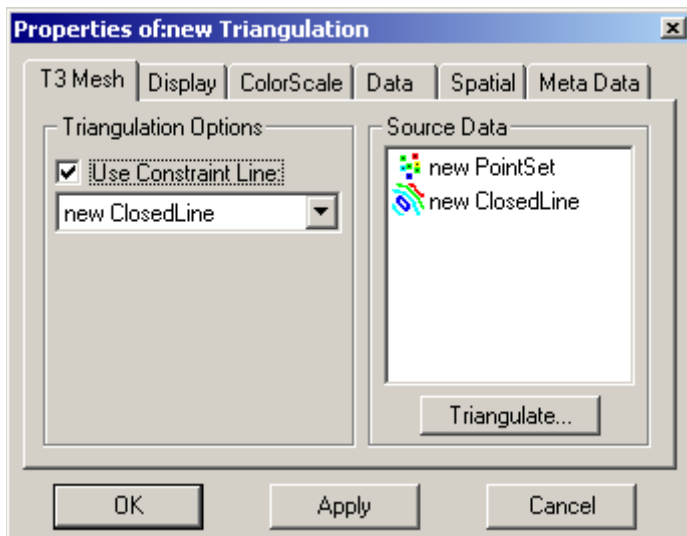 Properties of:new Triangulation
T3 Mesh Display ColorScale Data Spatial Meta Data
Triangulation Options
Use Constraint Line:
new ClosedLine
Source Data
new PointSet
new ClosedLine
Triangulate...
OK Apply Cancel